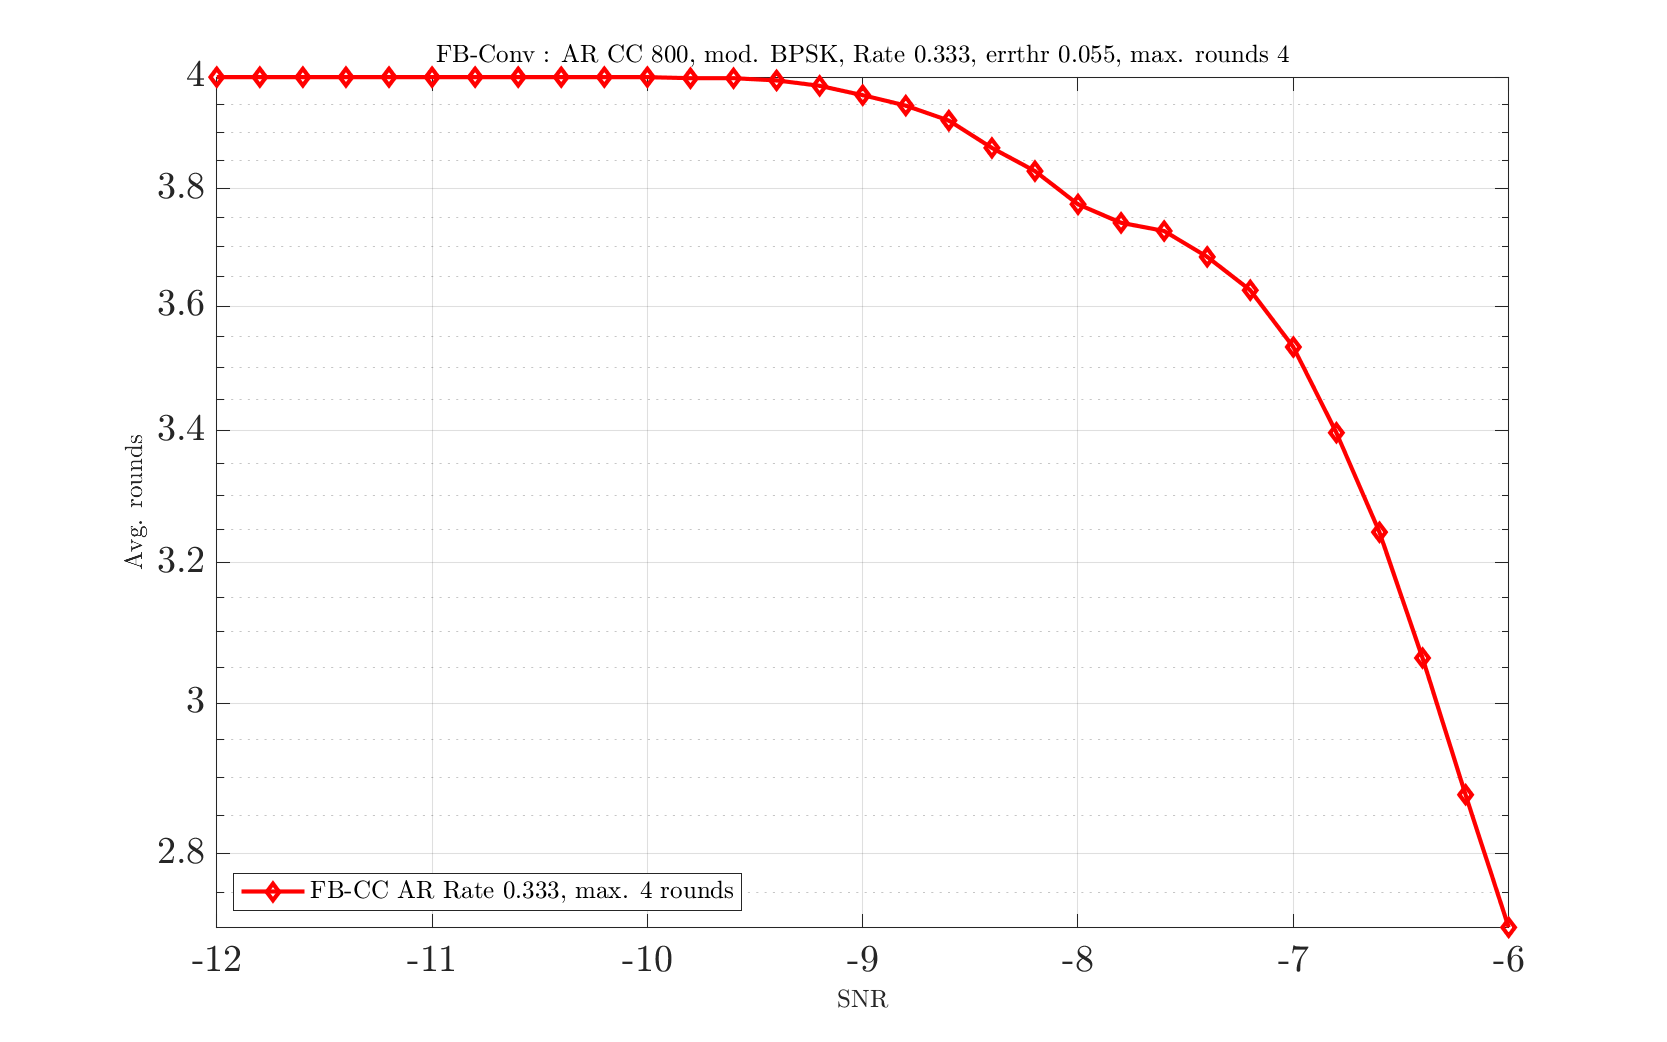 FB-Conv : AR CC 800, mod. BPSK, Rate 0.333, errthr 0.055, max. rounds 4
4
3.8
3.6
3.4
3.2
3
2.8
Avg. rounds
FB-CC AR Rate 0.333, max. 4 rounds
-12 -11 -10 -9 -8 -7 -6
SNR